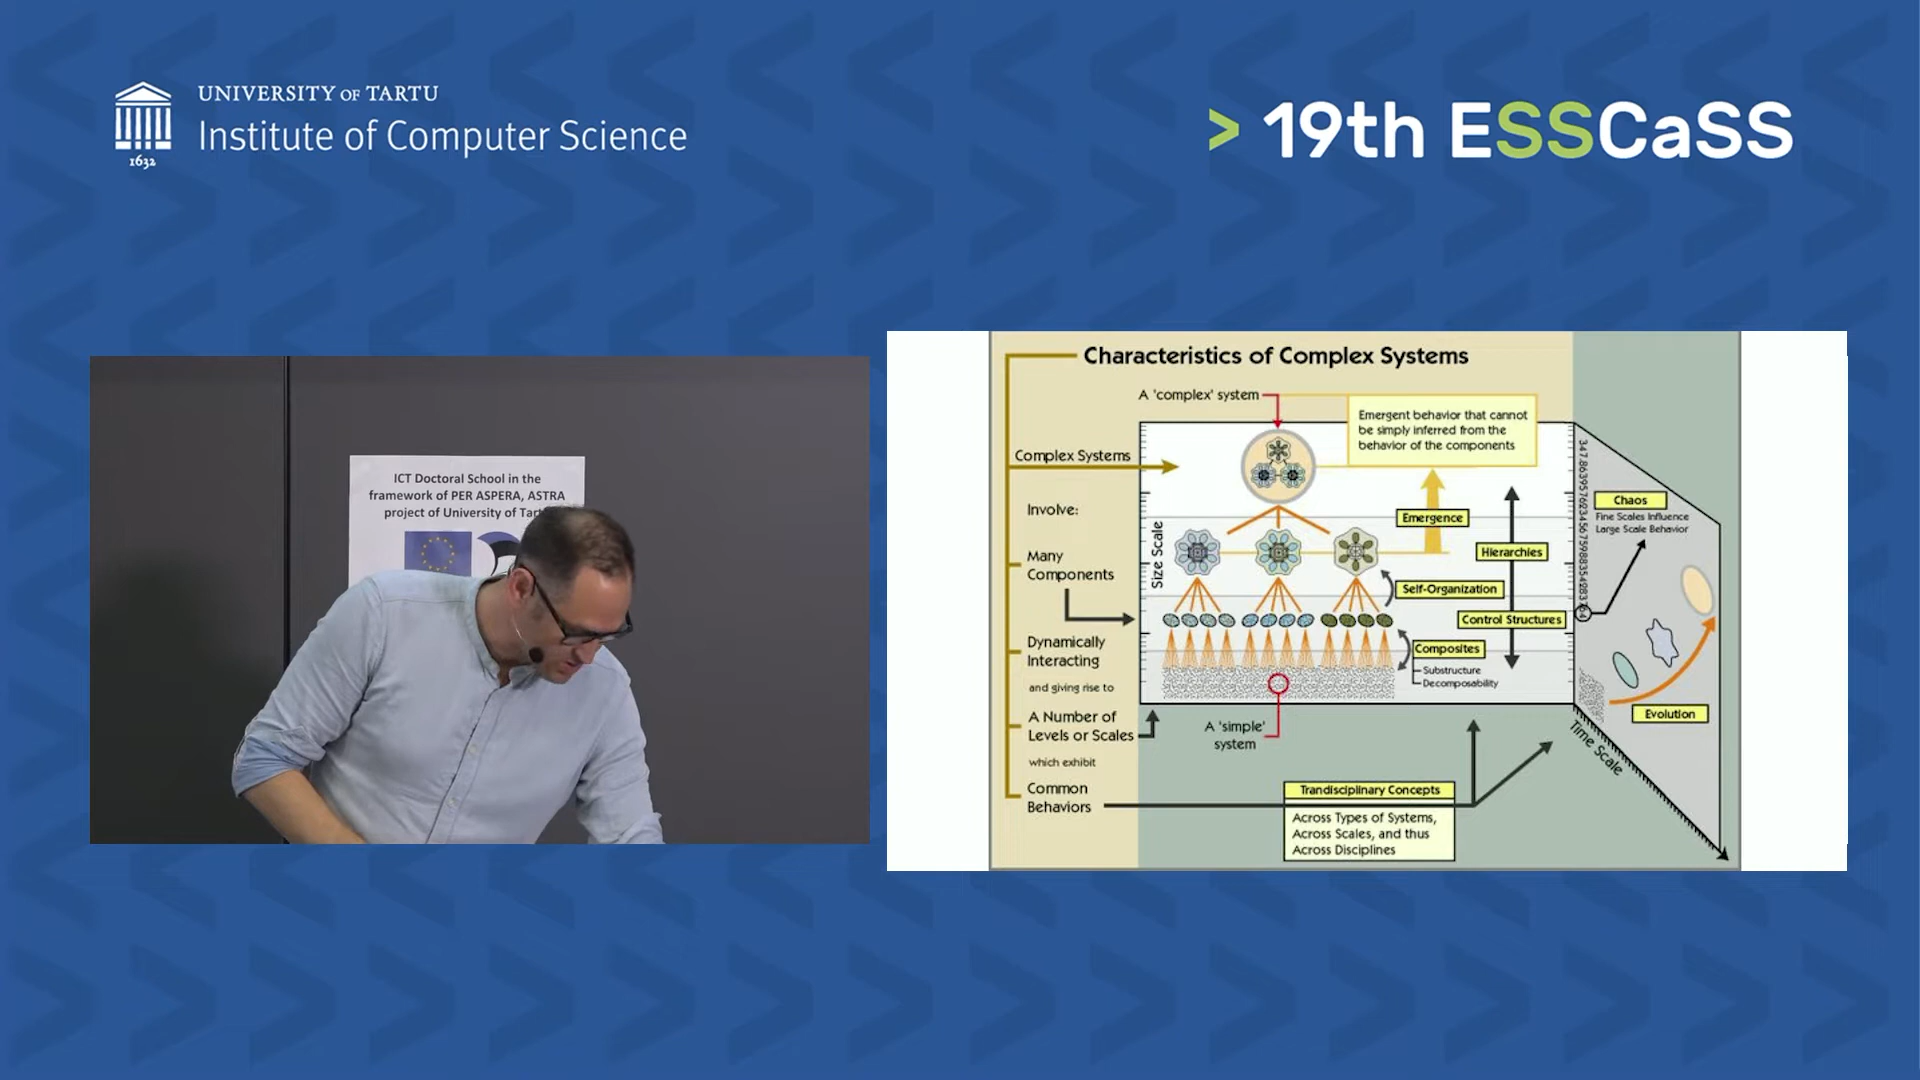 UNIVERSITY OF TARTU
Institute of Computer Science
1632
> 19th ESSCaSS
ICT Doctoral School in the
framework of PER ASPERA, ASTRA
project of University of
Characteristics of Complex Systems
A 'complex' system
Emergent behavior that cannot
be simply inferred from the
behavior of the components
Complex Systems
Involve:
Many
Components
Dynamically
Interacting
and giving rise to
A Number of
Levels or Scales
which exhibit
Common
Behaviors
Size Scale
Emergence
Hierarchies
Self-Organization
Control Structures
Composites
Substructure
Decomposability
A 'simple'
system
Chaos
Fine Scales Influence
Large Scale Behavior
Evolution
Time Scale
Trandisciplinary Concepts
Across Types of Systems,
Across Scales, and thus
Across Disciplines